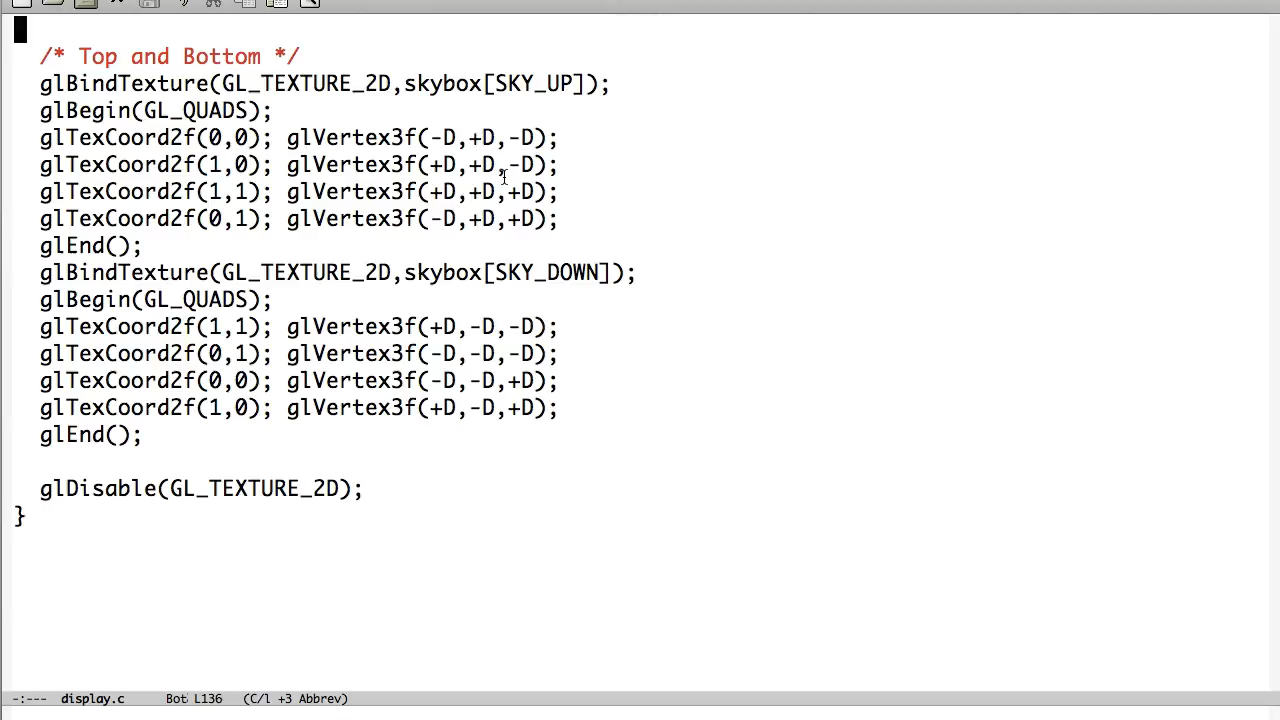 /* Top and Bottom */
glBindTexture(GL_TEXTURE_2D,skybox[SKY_UP]);
glBegin(GL_QUADS);
glTexCoord2f(0,0); glVertex3f(-D,+D,-D);
glTexCoord2f(1,0); glVertex3f(+D,+D,-D);
glTexCoord2f(1,1); glVertex3f(+D,+D,+D);
glTexCoord2f(0,1); glVertex3f(-D,+D,+D);
glEnd();
glBindTexture(GL_TEXTURE_2D,skybox[SKY_DOWN]);
glBegin(GL_QUADS);
glTexCoord2f(1,1); glVertex3f(+D,-D,-D);
glTexCoord2f(0,1); glVertex3f(-D,-D,-D);
glTexCoord2f(0,0); glVertex3f(-D,-D,+D);
glTexCoord2f(1,0); glVertex3f(+D,-D,+D);
glEnd();
glDisable(GL_TEXTURE_2D);
}
-:--- display.c Bot L136 (C/l +3 Abbrev)